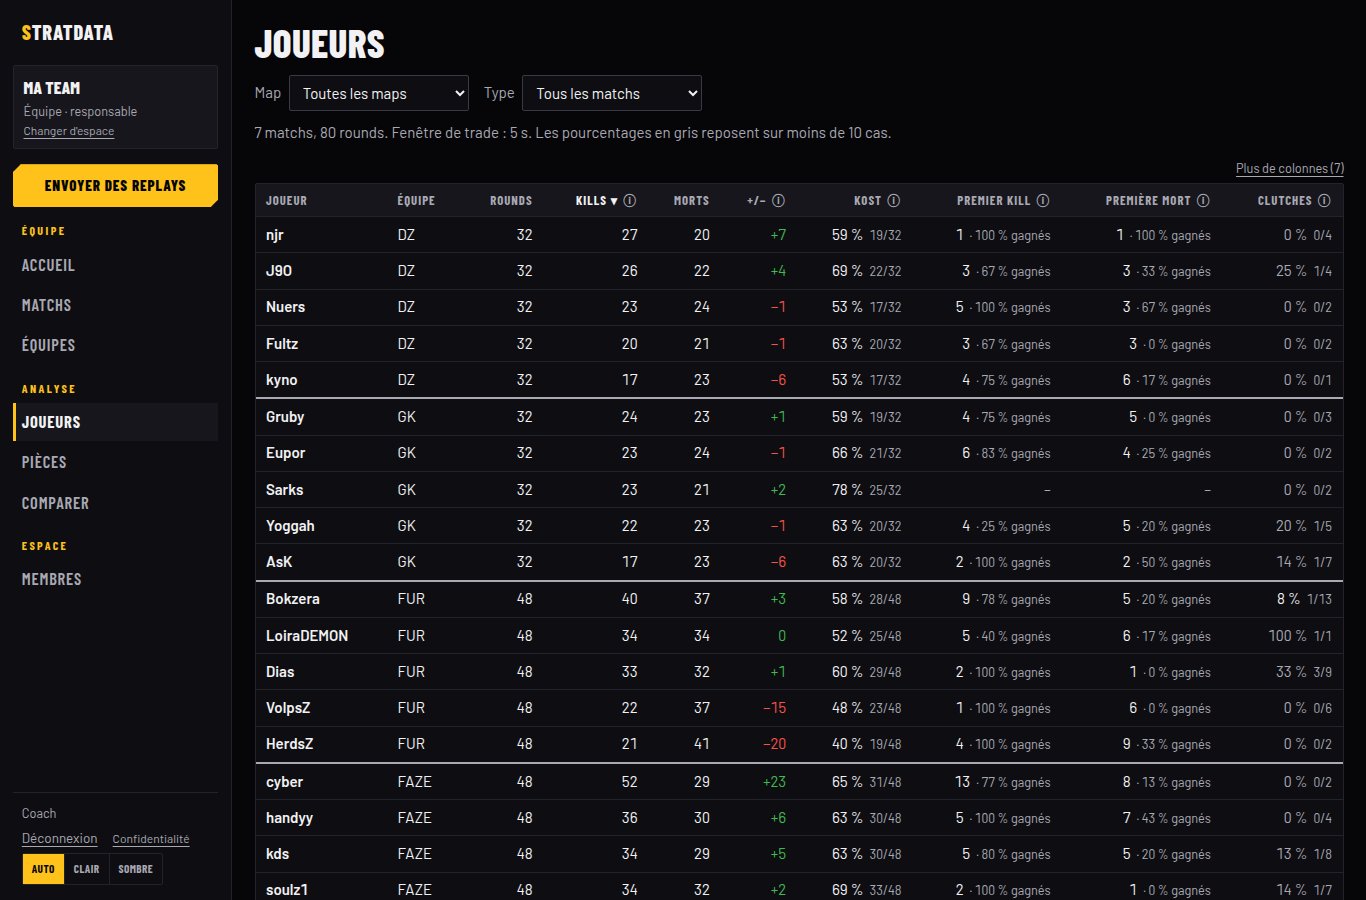 STRATDATA
MA TEAM
Équipe · responsable
Changer d'espace
ENVOYER DES REPLAYS
ÉQUIPE
ACCUEIL
MATCHS
ÉQUIPES
ANALYSE
JOUEURS
PIÈCES
COMPARER
ESPACE
MEMBRES
Coach
Déconnexion Confidentialité
AUTO CLAIR SOMBRE
JOUEURS
Map Toutes les maps Type Tous les matchs
7 matchs, 80 rounds. Fenêtre de trade : 5 s. Les pourcentages en gris reposent sur moins de 10 cas.
Plus de colonnes (7)
JOUEUR ÉQUIPE ROUNDS KILLS ▼ ⓘ MORTS +/− ⓘ KOST ⓘ PREMIER KILL ⓘ PREMIÈRE MORT ⓘ CLUTCHES ⓘ
njr DZ 32 27 20 +7 59 % 19/32 1 · 100 % gagnés 1 · 100 % gagnés 0 % 0/4
J9O DZ 32 26 22 +4 69 % 22/32 3 · 67 % gagnés 3 · 33 % gagnés 25 % 1/4
Nuers DZ 32 23 24 −1 53 % 17/32 5 · 100 % gagnés 3 · 67 % gagnés 0 % 0/2
Fultz DZ 32 20 21 −1 63 % 20/32 3 · 67 % gagnés 3 · 0 % gagnés 0 % 0/2
kyno DZ 32 17 23 −6 53 % 17/32 4 · 75 % gagnés 6 · 17 % gagnés 0 % 0/1
Gruby GK 32 24 23 +1 59 % 19/32 4 · 75 % gagnés 5 · 0 % gagnés 0 % 0/3
Eupor GK 32 23 24 −1 66 % 21/32 6 · 83 % gagnés 4 · 25 % gagnés 0 % 0/2
Sarks GK 32 23 21 +2 78 % 25/32 – – 0 % 0/2
Yoggah GK 32 22 23 −1 63 % 20/32 4 · 25 % gagnés 5 · 20 % gagnés 20 % 1/5
AsK GK 32 17 23 −6 63 % 20/32 2 · 100 % gagnés 2 · 50 % gagnés 14 % 1/7
Bokzera FUR 48 40 37 +3 58 % 28/48 9 · 78 % gagnés 5 · 20 % gagnés 8 % 1/13
LoiraDEMON FUR 48 34 34 0 52 % 25/48 5 · 40 % gagnés 6 · 17 % gagnés 100 % 1/1
Dias FUR 48 33 32 +1 60 % 29/48 2 · 100 % gagnés 1 · 0 % gagnés 33 % 3/9
VolpsZ FUR 48 22 37 −15 48 % 23/48 1 · 100 % gagnés 6 · 0 % gagnés 0 % 0/6
HerdsZ FUR 48 21 41 −20 40 % 19/48 4 · 100 % gagnés 9 · 33 % gagnés 0 % 0/2
cyber FAZE 48 52 29 +23 65 % 31/48 13 · 77 % gagnés 8 · 13 % gagnés 0 % 0/2
handyy FAZE 48 36 30 +6 63 % 30/48 5 · 100 % gagnés 7 · 43 % gagnés 0 % 0/4
kds FAZE 48 34 29 +5 63 % 30/48 5 · 80 % gagnés 5 · 20 % gagnés 13 % 1/8
soulz1 FAZE 48 34 32 +2 69 % 33/48 2 · 100 % gagnés 1 · 0 % gagnés 14 % 1/7